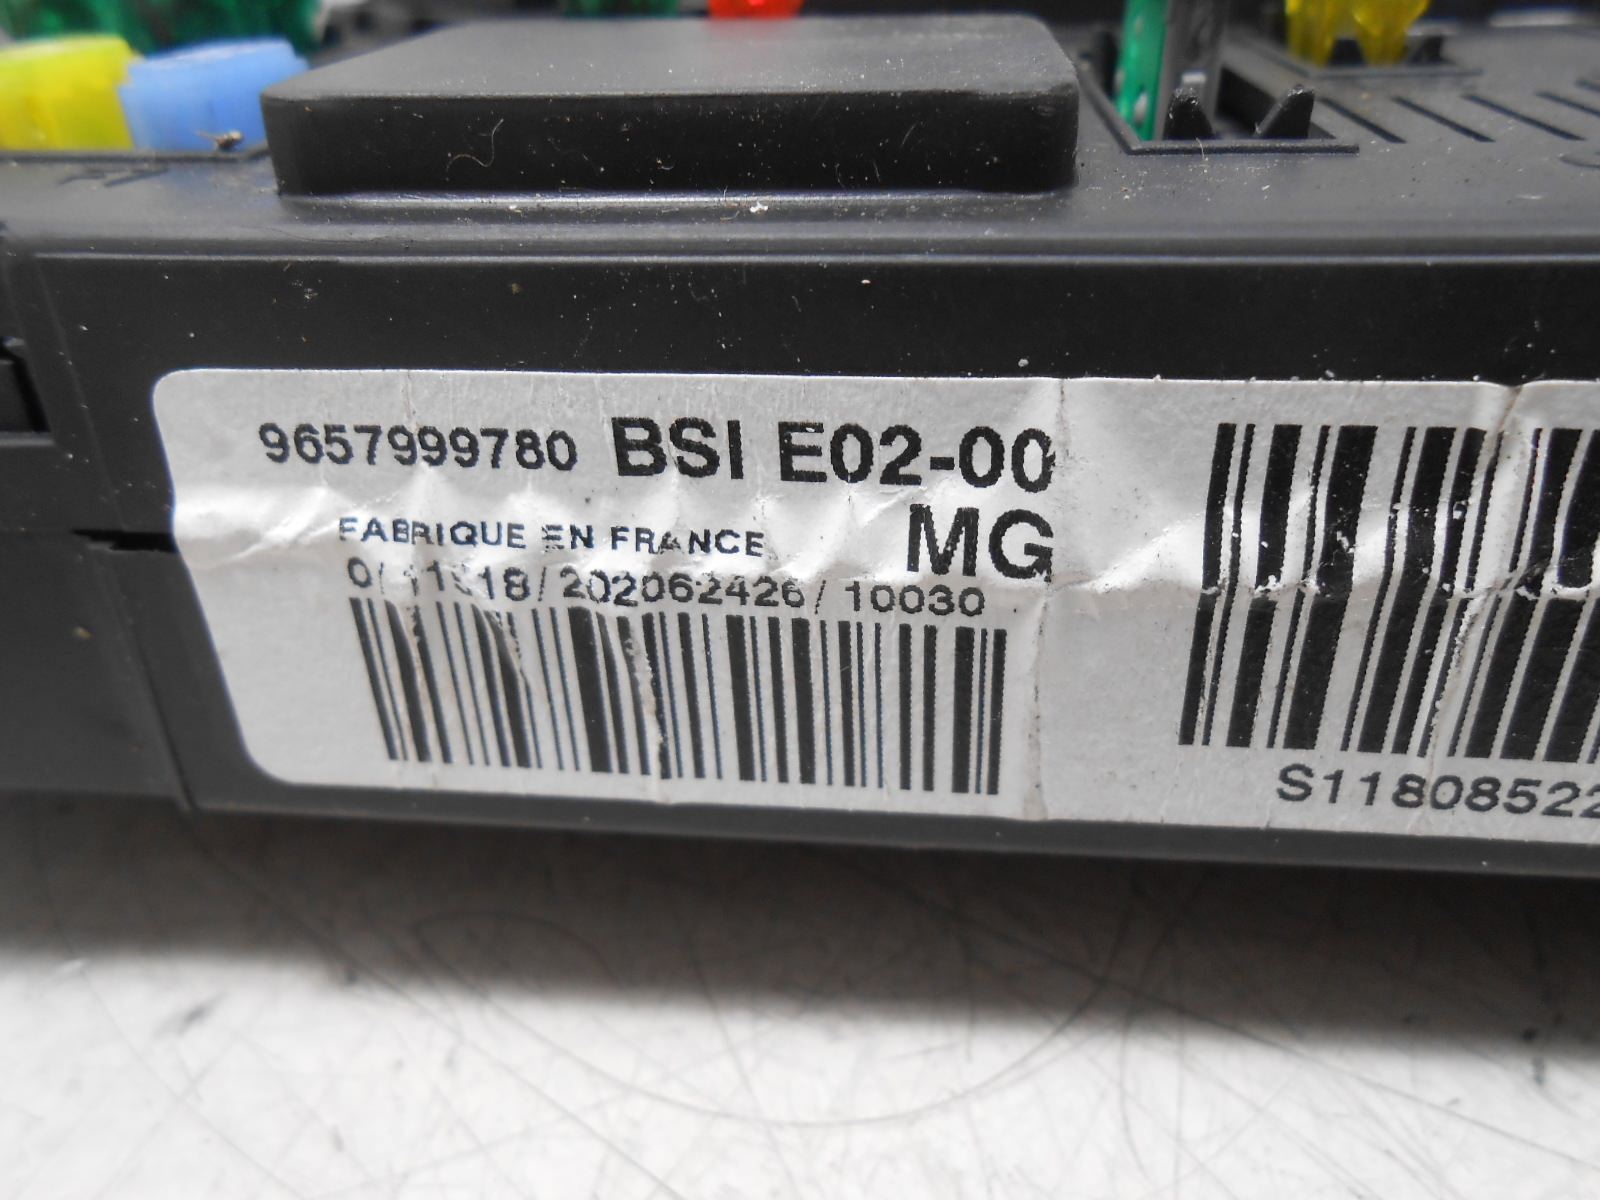 9657999780 BSI E02-00
MG
FABRIQUE EN FRANCE
202062426/10030
S11808522